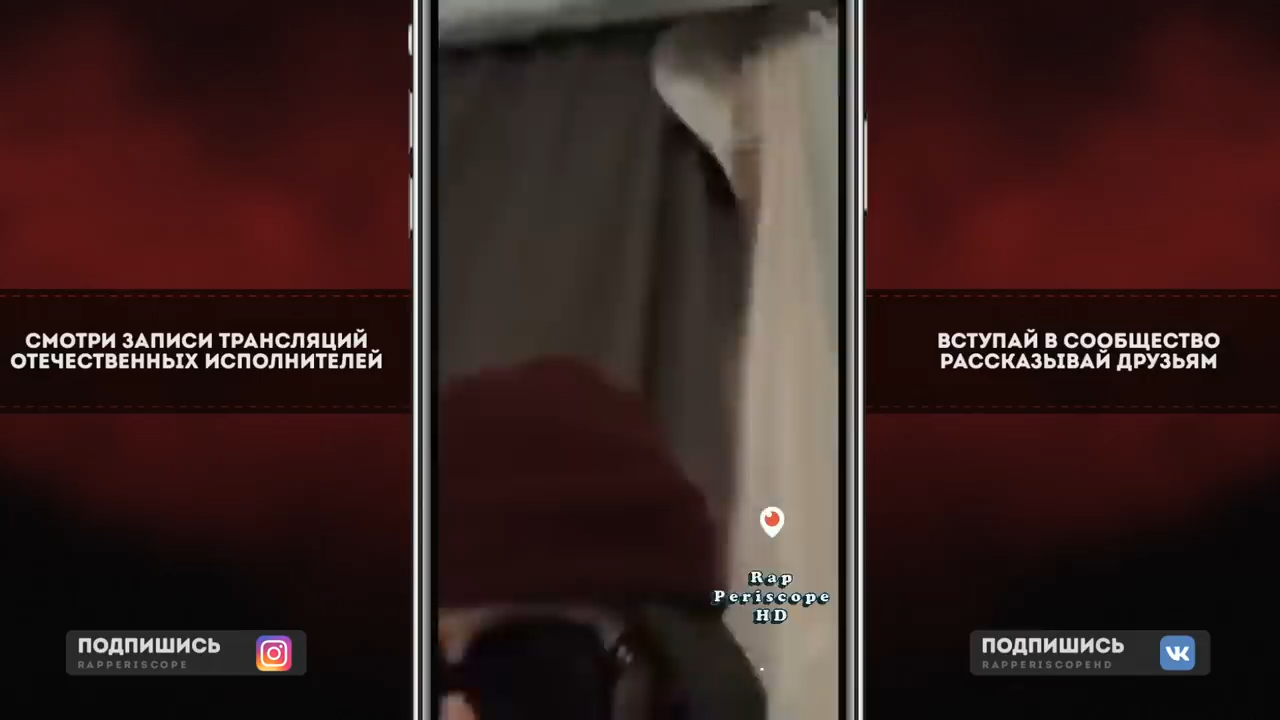 СМОТРИ ЗАПИСИ ТРАНСЛЯЦИЙ
ОТЕЧЕСТВЕННЫХ ИСПОЛНИТЕЛЕЙ
ВСТУПАЙ В СООБЩЕСТВО
РАССКАЗЫВАЙ ДРУЗЬЯМ
Rap
Periscope
HD
ПОДПИШИСЬ
RAPPERISCOPE
ПОДПИШИСЬ
RAPPERISCOPEHD